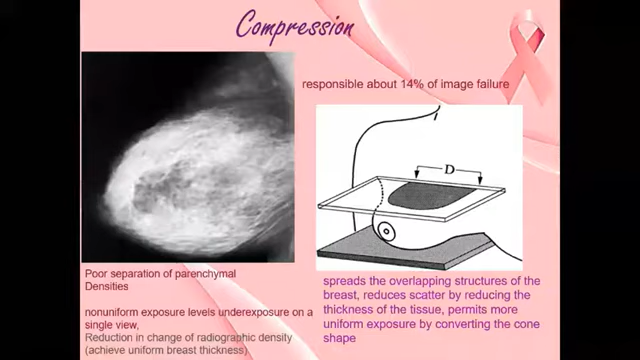 Compression
responsible about 14% of image failure
D
Poor separation of parenchymal
Densities
nonuniform exposure levels underexposure on a
single view,
Reduction in change of radiographic density
(achieve uniform breast thickness)
spreads the overlapping structures of the
breast, reduces scatter by reducing the
thickness of the tissue, permits more
uniform exposure by converting the cone
shape